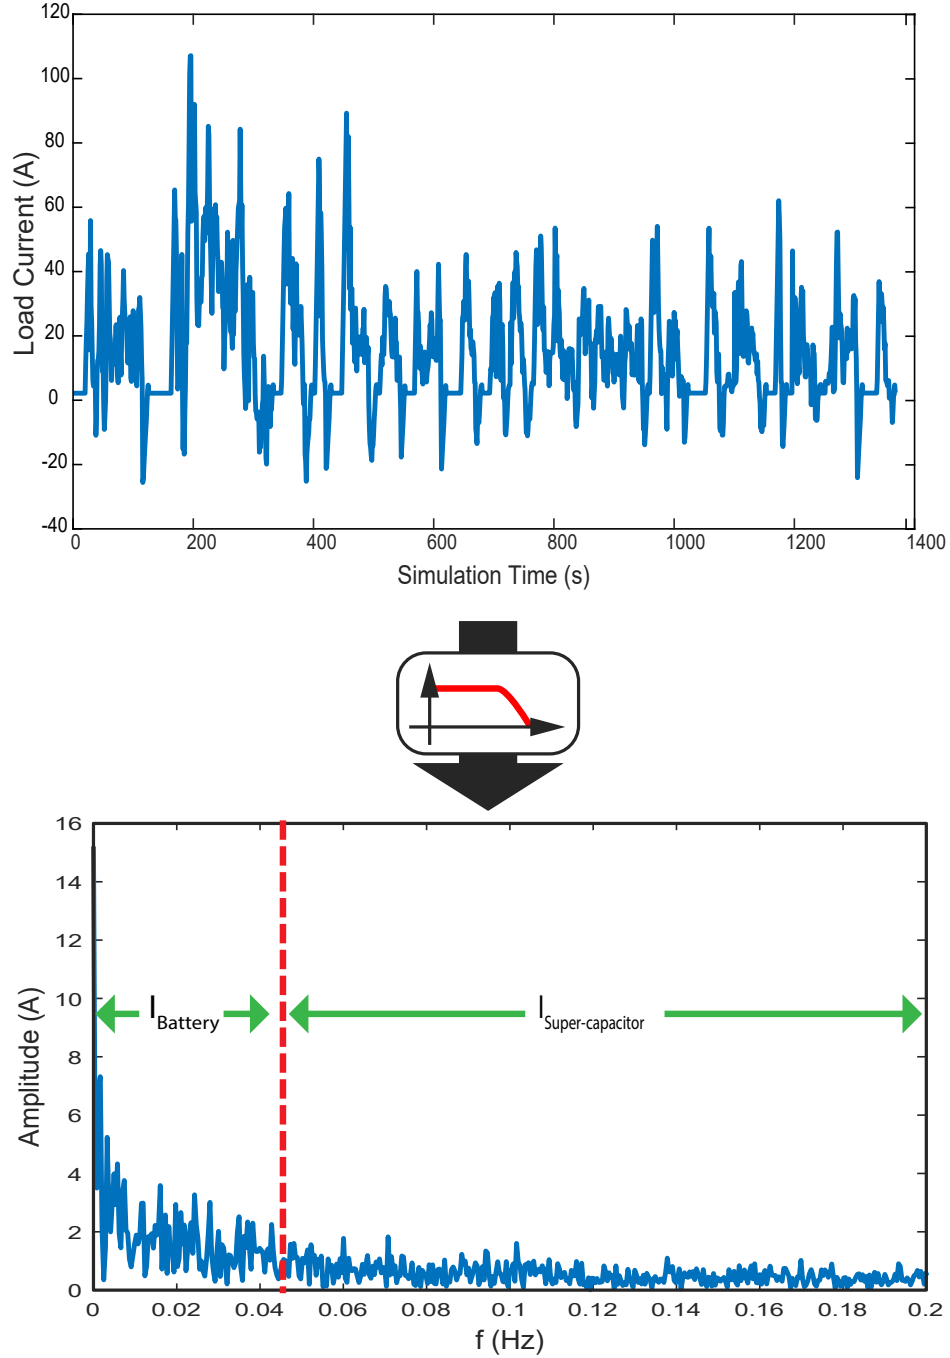 120
100
80
60
40
20
0
-20
-40
Load Current (A)
0 200 400 600 800 1000 1200 1400
Simulation Time (s)
16
14
12
10
8
6
4
2
0
Amplitude (A)
I Battery
I Super-capacitor
0 0.02 0.04 0.06 0.08 0.1 0.12 0.14 0.16 0.18 0.2
f (Hz)